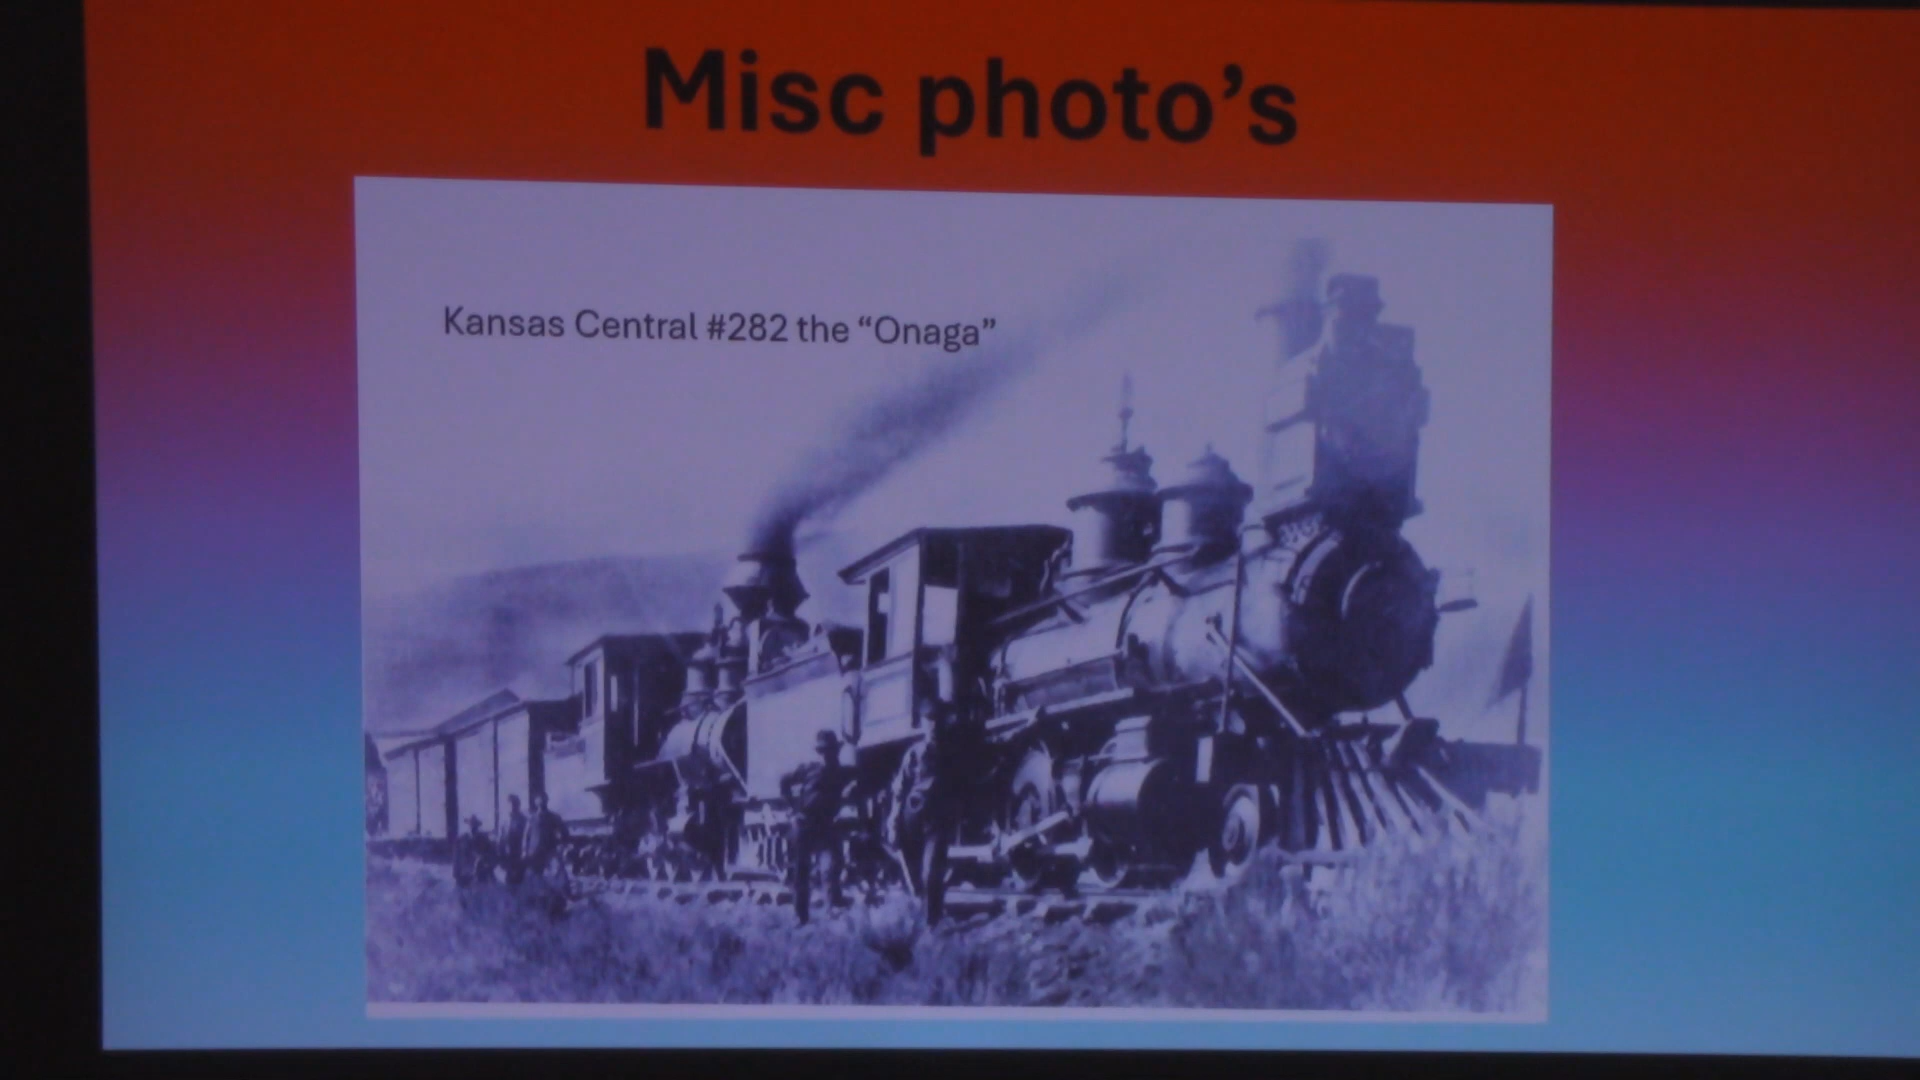 Misc photo’s
Kansas Central #282 the “Onaga”